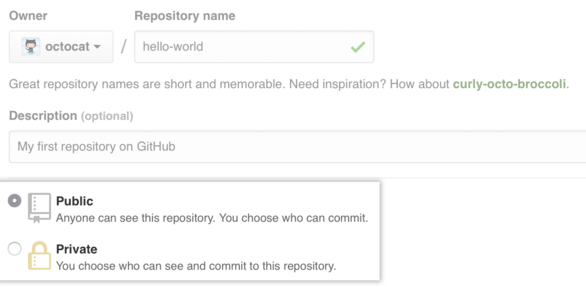 Owner
Repository name
octocat / hello-world
Great repository names are short and memorable. Need inspiration? How about curly-octo-broccoli.
Description (optional)
My first repository on GitHub
Public
Anyone can see this repository. You choose who can commit.
Private
You choose who can see and commit to this repository.